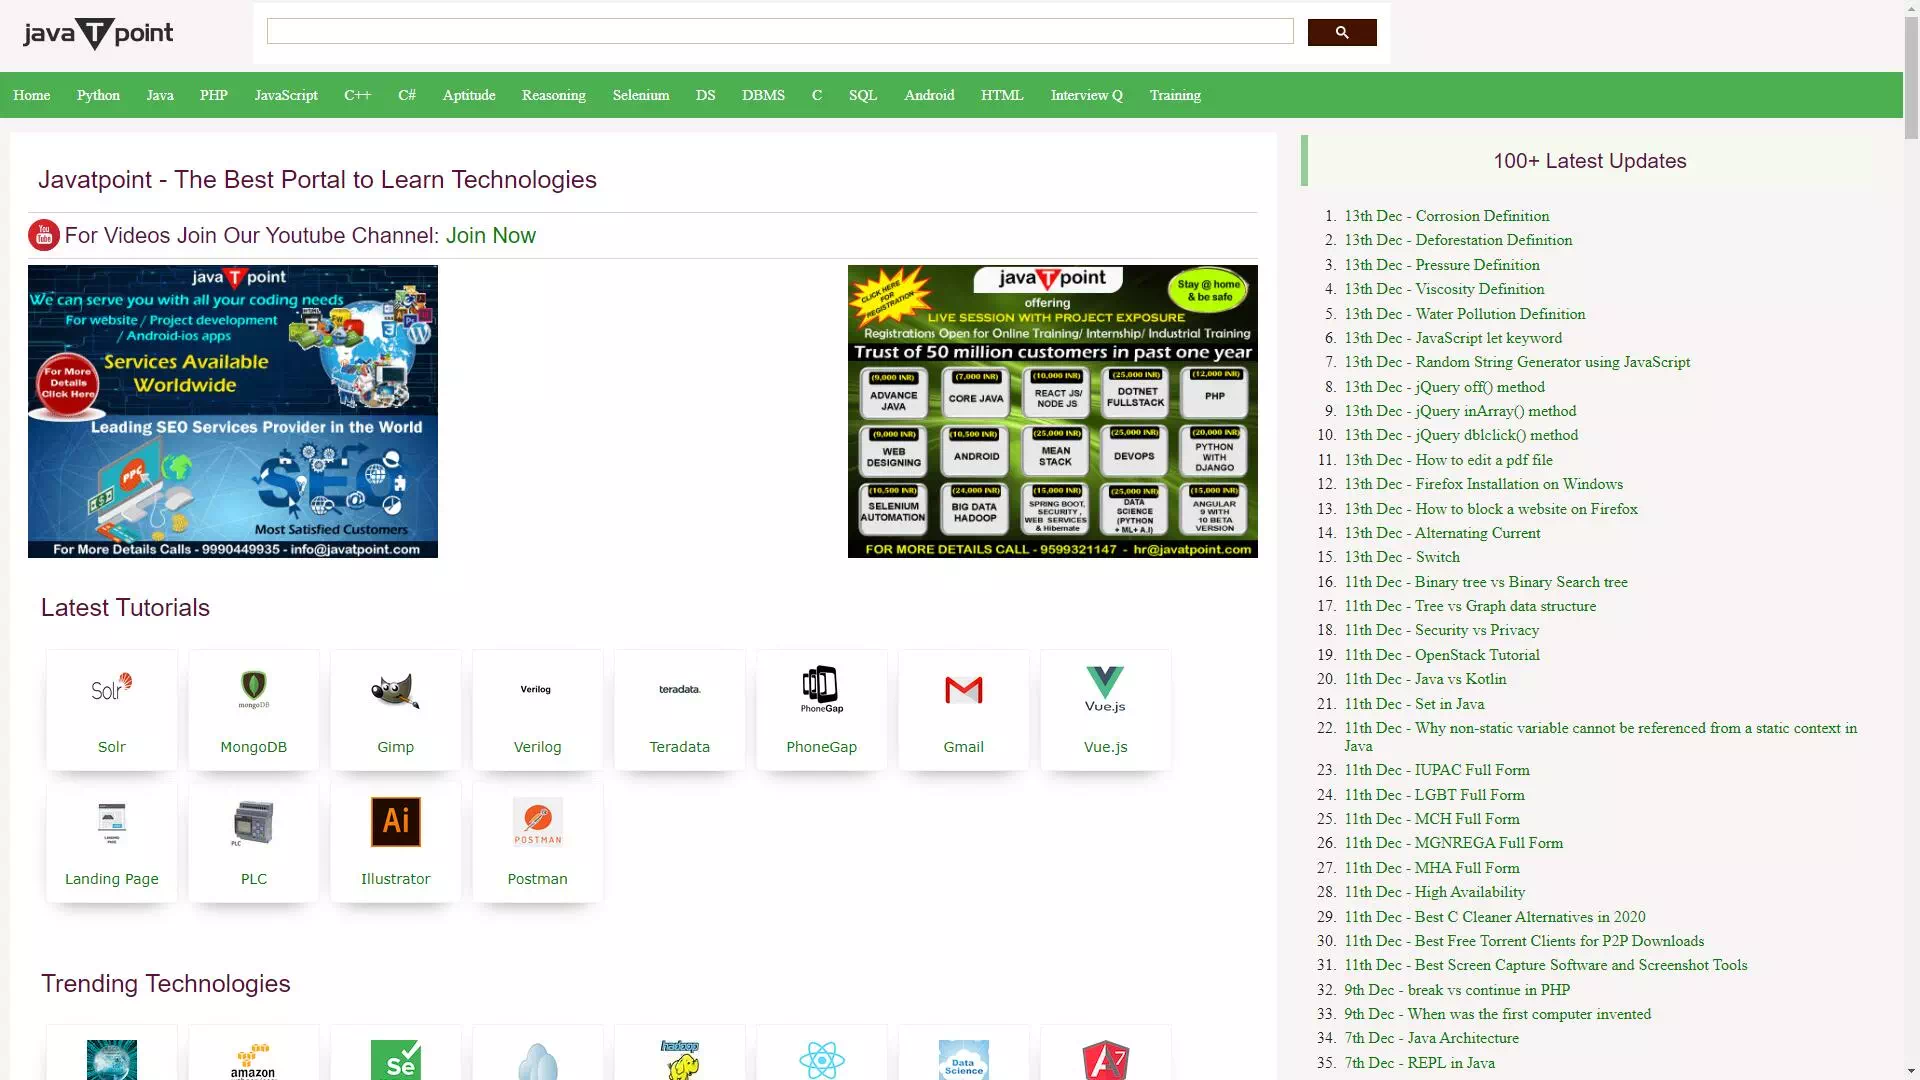 java T point
Home Python Java PHP JavaScript C++ C# Aptitude Reasoning Selenium DS DBMS C SQL Android HTML Interview Q Training
Javatpoint - The Best Portal to Learn Technologies
You Tube For Videos Join Our Youtube Channel: Join Now
java T point
We can serve you with all your coding needs
For website / Project development
/ Android-ios apps
Services Available
Worldwide
For More
Details
Click Here
Leading SEO Services Provider in the World
PPC
SEO
Most Satisfied Customers
For More Details Calls - 9990449935 - info@javatpoint.com
CLICK HERE
FOR
REGISTRATION
java T point
Stay @ home
& be safe
offering
LIVE SESSION WITH PROJECT EXPOSURE
Registrations Open for Online Training/ Internship/ Industrial Training
Trust of 50 million customers in past one year
(9,000 INR) (7,000 INR) (10,000 INR) (25,000 INR) (12,000 INR)
ADVANCE JAVA
CORE JAVA
REACT JS/ NODE JS
DOTNET FULLSTACK
PHP
(9,000 INR) (10,500 INR) (25,000 INR) (25,000 INR) (20,000 INR)
WEB DESIGNING
ANDROID
MEAN STACK
DEVOPS
PYTHON WITH DJANGO
(10,500 INR) (24,000 INR) (15,000 INR) (25,000 INR) (15,000 INR)
SELENIUM AUTOMATION
BIG DATA HADOOP
SPRING BOOT, SECURITY, WEB SERVICES & Hibernate
DATA SCIENCE (PYTHON + ML+ A.I)
ANGULAR 9 WITH 10 BETA VERSION
FOR MORE DETAILS CALL - 9599321147 - hr@javatpoint.com
Latest Tutorials
Solr mongoDB Verilog teradata. PhoneGap Vue.js
Solr MongoDB Gimp Verilog Teradata PhoneGap Gmail Vue.js
LANDING PAGE PLC Ai POSTMAN
Landing Page PLC Illustrator Postman
Trending Technologies
amazon Se hadoop Data Science A 7
100+ Latest Updates
1. 13th Dec - Corrosion Definition
2. 13th Dec - Deforestation Definition
3. 13th Dec - Pressure Definition
4. 13th Dec - Viscosity Definition
5. 13th Dec - Water Pollution Definition
6. 13th Dec - JavaScript let keyword
7. 13th Dec - Random String Generator using JavaScript
8. 13th Dec - jQuery off() method
9. 13th Dec - jQuery inArray() method
10. 13th Dec - jQuery dblclick() method
11. 13th Dec - How to edit a pdf file
12. 13th Dec - Firefox Installation on Windows
13. 13th Dec - How to block a website on Firefox
14. 13th Dec - Alternating Current
15. 13th Dec - Switch
16. 11th Dec - Binary tree vs Binary Search tree
17. 11th Dec - Tree vs Graph data structure
18. 11th Dec - Security vs Privacy
19. 11th Dec - OpenStack Tutorial
20. 11th Dec - Java vs Kotlin
21. 11th Dec - Set in Java
22. 11th Dec - Why non-static variable cannot be referenced from a static context in
Java
23. 11th Dec - IUPAC Full Form
24. 11th Dec - LGBT Full Form
25. 11th Dec - MCH Full Form
26. 11th Dec - MGNREGA Full Form
27. 11th Dec - MHA Full Form
28. 11th Dec - High Availability
29. 11th Dec - Best C Cleaner Alternatives in 2020
30. 11th Dec - Best Free Torrent Clients for P2P Downloads
31. 11th Dec - Best Screen Capture Software and Screenshot Tools
32. 9th Dec - break vs continue in PHP
33. 9th Dec - When was the first computer invented
34. 7th Dec - Java Architecture
35. 7th Dec - REPL in Java